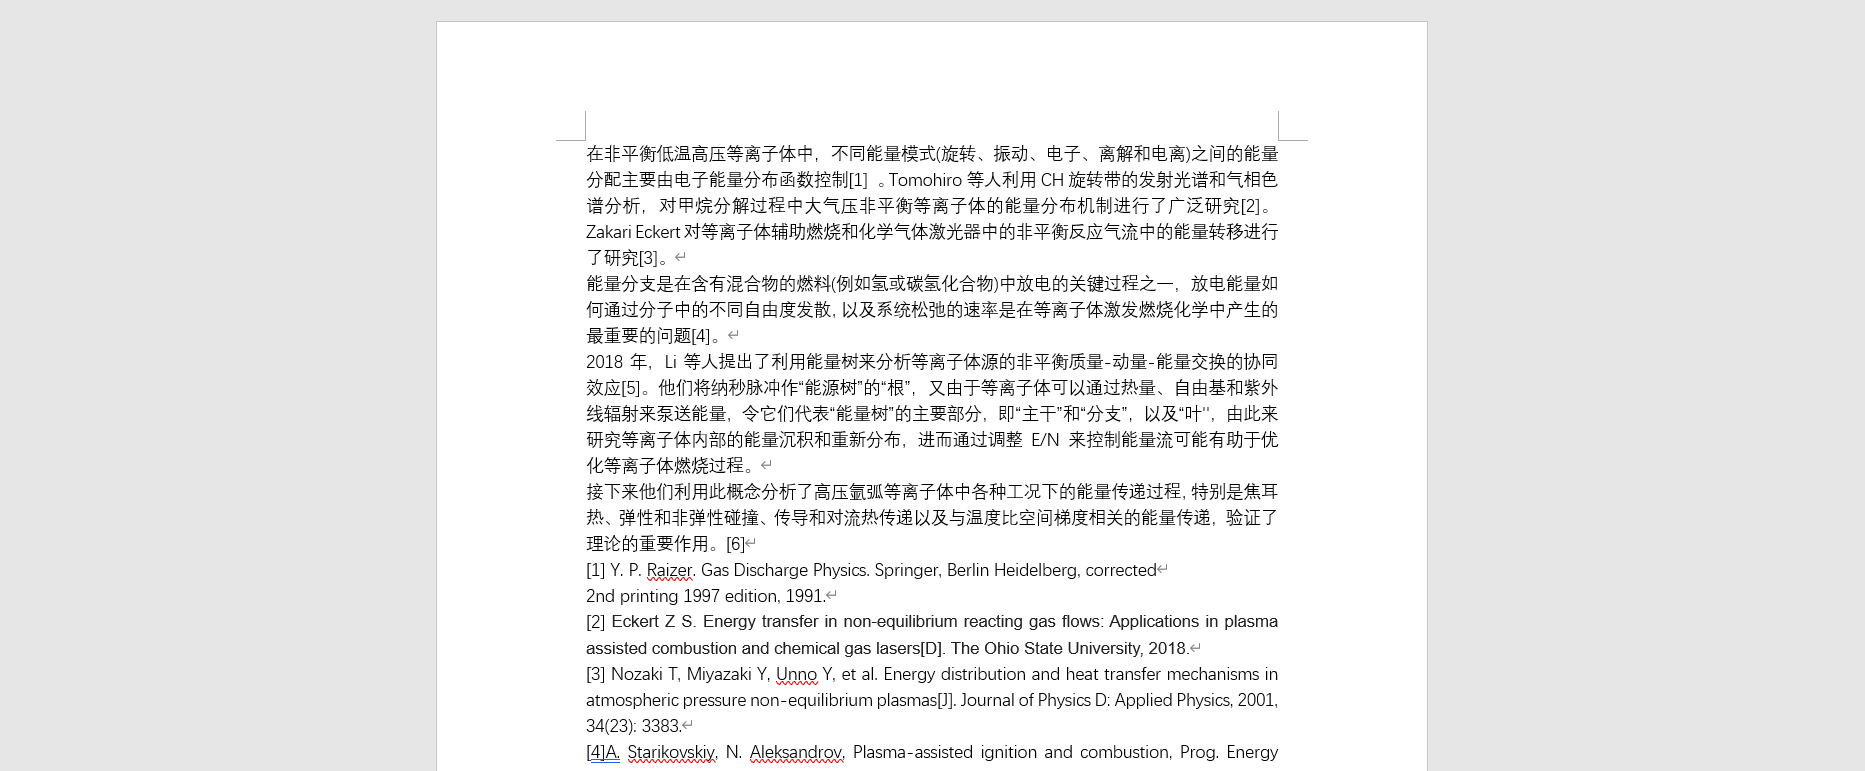 在非平衡低温高压等离子体中，不同能量模式(旋转、振动、电子、离解和电离)之间的能量
分配主要由电子能量分布函数控制[1] 。Tomohiro 等人利用 CH 旋转带的发射光谱和气相色
谱分析，对甲烷分解过程中大气压非平衡等离子体的能量分布机制进行了广泛研究[2]。
Zakari Eckert 对等离子体辅助燃烧和化学气体激光器中的非平衡反应气流中的能量转移进行
了研究[3]。
能量分支是在含有混合物的燃料(例如氢或碳氢化合物)中放电的关键过程之一，放电能量如
何通过分子中的不同自由度发散, 以及系统松弛的速率是在等离子体激发燃烧化学中产生的
最重要的问题[4]。
2018 年，Li 等人提出了利用能量树来分析等离子体源的非平衡质量-动量-能量交换的协同
效应[5]。他们将纳秒脉冲作“能源树”的“根”，又由于等离子体可以通过热量、自由基和紫外
线辐射来泵送能量，令它们代表“能量树”的主要部分，即“主干”和“分支”，以及“叶''，由此来
研究等离子体内部的能量沉积和重新分布，进而通过调整 E/N 来控制能量流可能有助于优
化等离子体燃烧过程。
接下来他们利用此概念分析了高压氩弧等离子体中各种工况下的能量传递过程, 特别是焦耳
热、弹性和非弹性碰撞、传导和对流热传递以及与温度比空间梯度相关的能量传递，验证了
理论的重要作用。[6]
[1] Y. P. Raizer. Gas Discharge Physics. Springer, Berlin Heidelberg, corrected
2nd printing 1997 edition, 1991.
[2] Eckert Z S. Energy transfer in non-equilibrium reacting gas flows: Applications in plasma
assisted combustion and chemical gas lasers[D]. The Ohio State University, 2018.
[3] Nozaki T, Miyazaki Y, Unno Y, et al. Energy distribution and heat transfer mechanisms in
atmospheric pressure non-equilibrium plasmas[J]. Journal of Physics D: Applied Physics, 2001,
34(23): 3383.
[4]A. Starikovskiy, N. Aleksandrov, Plasma-assisted ignition and combustion, Prog. Energy